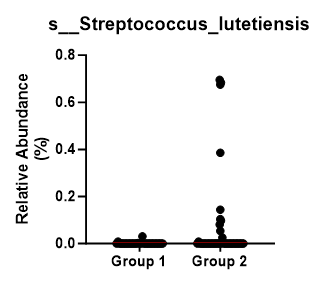 s__Streptococcus_lutetiensis
Relative Abundance
(%)
0.8
0.6
0.4
0.2
0.0
Group 1
Group 2